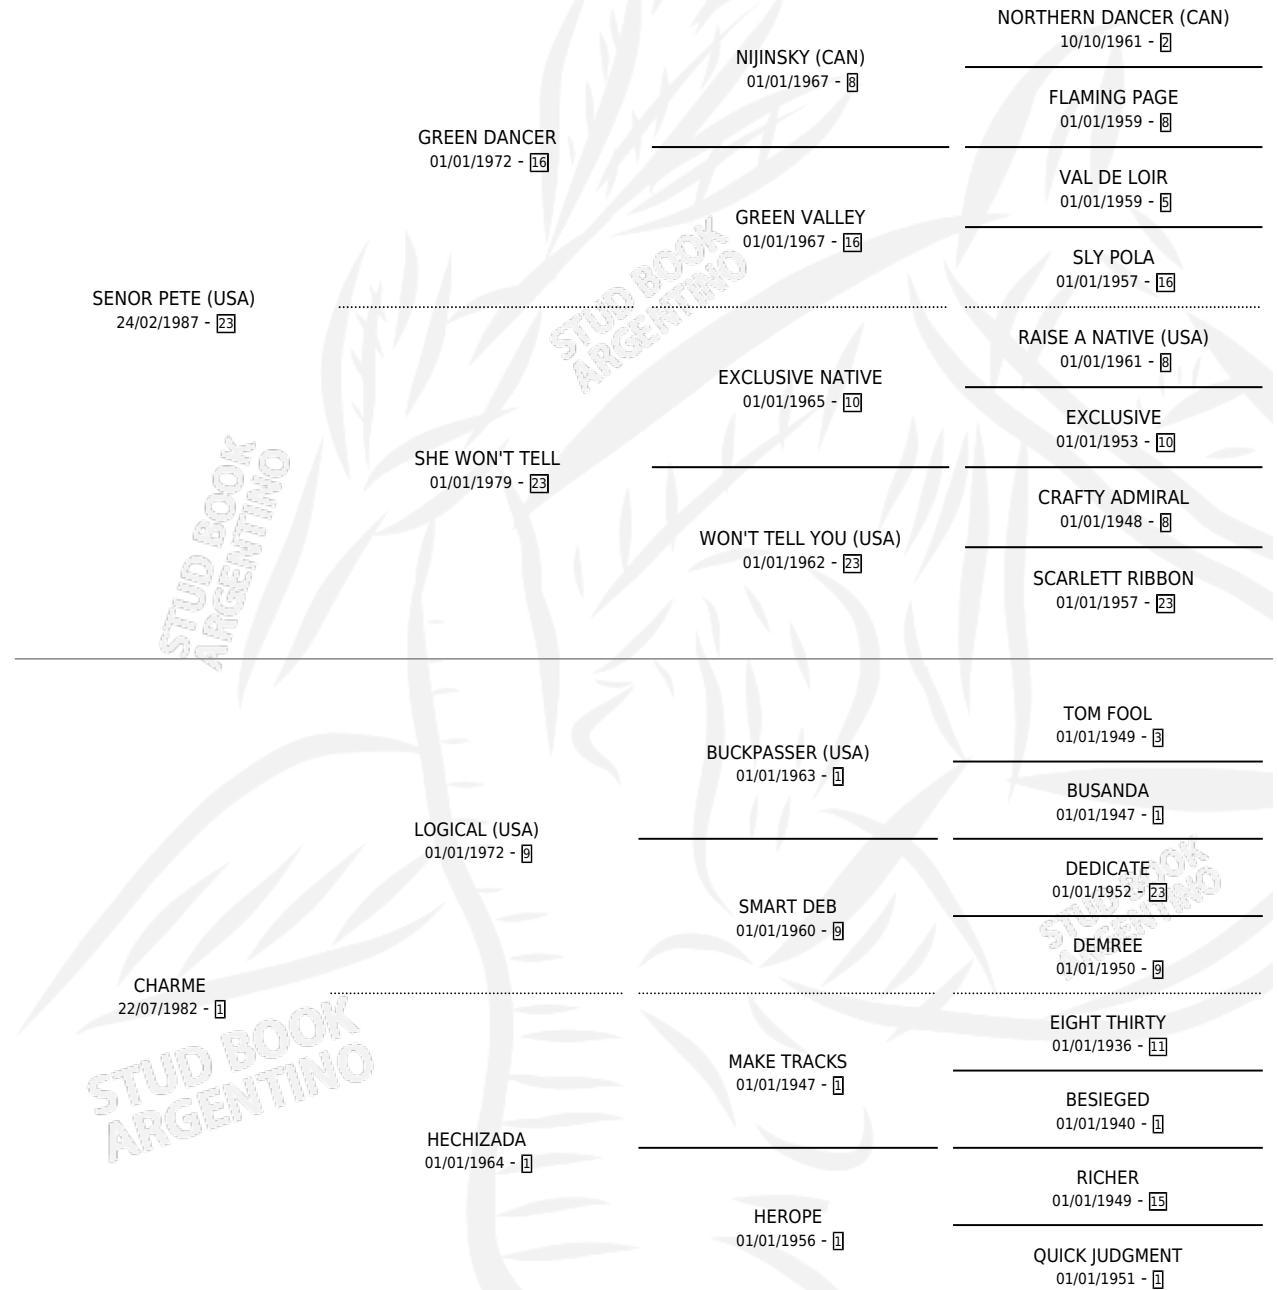 NORTHERN DANCER (CAN)
10/10/1961 - 2
NIJINSKY (CAN)
01/01/1967 - 8
FLAMING PAGE
01/01/1959 - 8
GREEN DANCER
01/01/1972 - 16
VAL DE LOIR
01/01/1959 - 5
GREEN VALLEY
01/01/1967 - 16
SLY POLA
01/01/1957 - 16
SENOR PETE (USA)
24/02/1987 - 23
STUD BOOK
ARGENTINO
RAISE A NATIVE (USA)
01/01/1961 - 8
EXCLUSIVE NATIVE
01/01/1965 - 10
EXCLUSIVE
01/01/1953 - 10
SHE WON'T TELL
01/01/1979 - 23
CRAFTY ADMIRAL
01/01/1948 - 8
WON'T TELL YOU (USA)
01/01/1962 - 23
SCARLETT RIBBON
01/01/1957 - 23
STUD BOOK
ARGENTINO
TOM FOOL
01/01/1949 - 3
BUCKPASSER (USA)
01/01/1963 - 1
BUSANDA
01/01/1947 - 1
LOGICAL (USA)
01/01/1972 - 9
DEDICATE
01/01/1952 - 23
SMART DEB
01/01/1960 - 9
DEMREE
01/01/1950 - 9
STUD BOOK
ARGENTINO
CHARME
22/07/1982 - 1
EIGHT THIRTY
01/01/1936 - 11
MAKE TRACKS
01/01/1947 - 1
BESIEGED
01/01/1940 - 1
STUD BOOK
ARGENTINO
HECHIZADA
01/01/1964 - 1
RICHER
01/01/1949 - 15
HEROPE
01/01/1956 - 1
QUICK JUDGMENT
01/01/1951 - 1